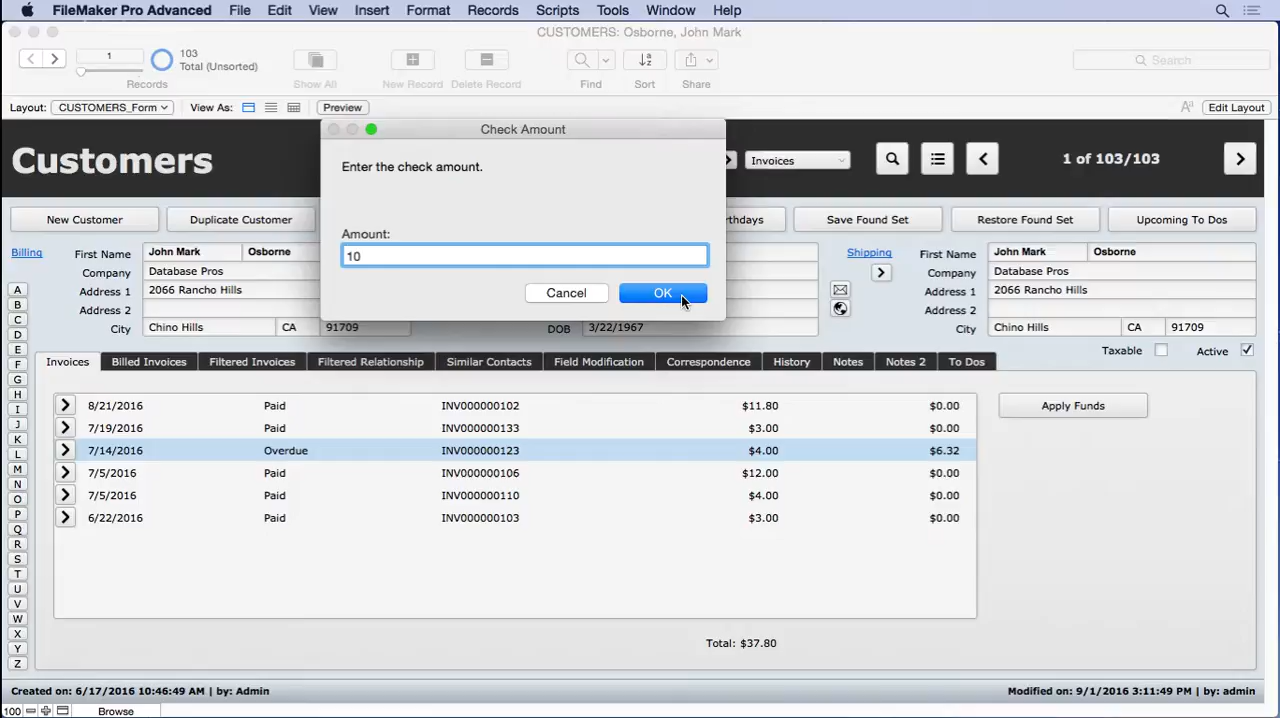 FileMaker Pro Advanced File Edit View Insert Format Records Scripts Tools Window Help
CUSTOMERS: Osborne, John Mark
1 103 Total (Unsorted)
Records Show All New Record Delete Record Find Sort Share Search
Layout: CUSTOMERS_Form View As: Preview Edit Layout
Check Amount
Enter the check amount.
Amount:
10
Cancel OK
Customers Invoices 1 of 103/103
New Customer Duplicate Customer rthdays Save Found Set Restore Found Set Upcoming To Dos
Billing First Name John Mark Osborne Shipping First Name John Mark Osborne
Company Database Pros Company Database Pros
Address 1 2066 Rancho Hills Address 1 2066 Rancho Hills
Address 2 Address 2
City Chino Hills CA 91709 DOB 3/22/1967 City Chino Hills CA 91709
Taxable Active
Invoices Billed Invoices Filtered Invoices Filtered Relationship Similar Contacts Field Modification Correspondence History Notes Notes 2 To Dos
8/21/2016 Paid INV000000102 $11.80 $0.00 Apply Funds
7/19/2016 Paid INV000000133 $3.00 $0.00
7/14/2016 Overdue INV000000123 $4.00 $6.32
7/5/2016 Paid INV000000106 $12.00 $0.00
7/5/2016 Paid INV000000110 $4.00 $0.00
6/22/2016 Paid INV000000103 $3.00 $0.00
Total: $37.80
A
B
C
D
E
F
G
H
I
J
K
L
M
N
O
P
Q
R
S
T
U
V
W
X
Y
Z
Created on: 6/17/2016 10:46:49 AM | by: Admin Modified on: 9/1/2016 3:11:49 PM | by: admin
100 Browse